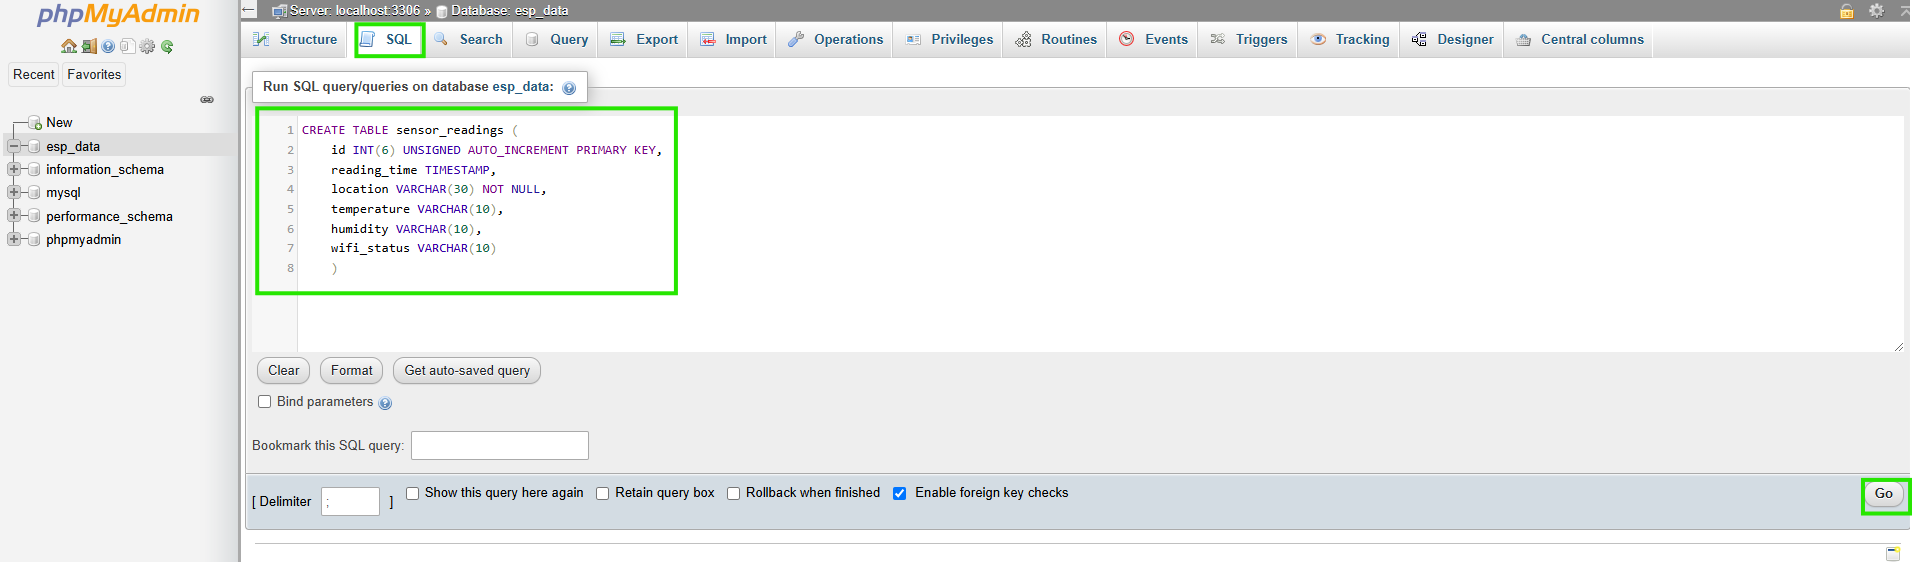 phpMyAdmin
Server: localhost:3306 » Database: esp_data
Structure SQL Search Query Export Import Operations Privileges Routines Events Triggers Tracking Designer Central columns
Recent Favorites
New
esp_data
information_schema
mysql
performance_schema
phpmyadmin
Run SQL query/queries on database esp_data:
1 CREATE TABLE sensor_readings (
2 id INT(6) UNSIGNED AUTO_INCREMENT PRIMARY KEY,
3 reading_time TIMESTAMP,
4 location VARCHAR(30) NOT NULL,
5 temperature VARCHAR(10),
6 humidity VARCHAR(10),
7 wifi_status VARCHAR(10)
8 )
Clear Format Get auto-saved query
Bind parameters
Bookmark this SQL query:
[ Delimiter ; ] Show this query here again Retain query box Rollback when finished Enable foreign key checks Go